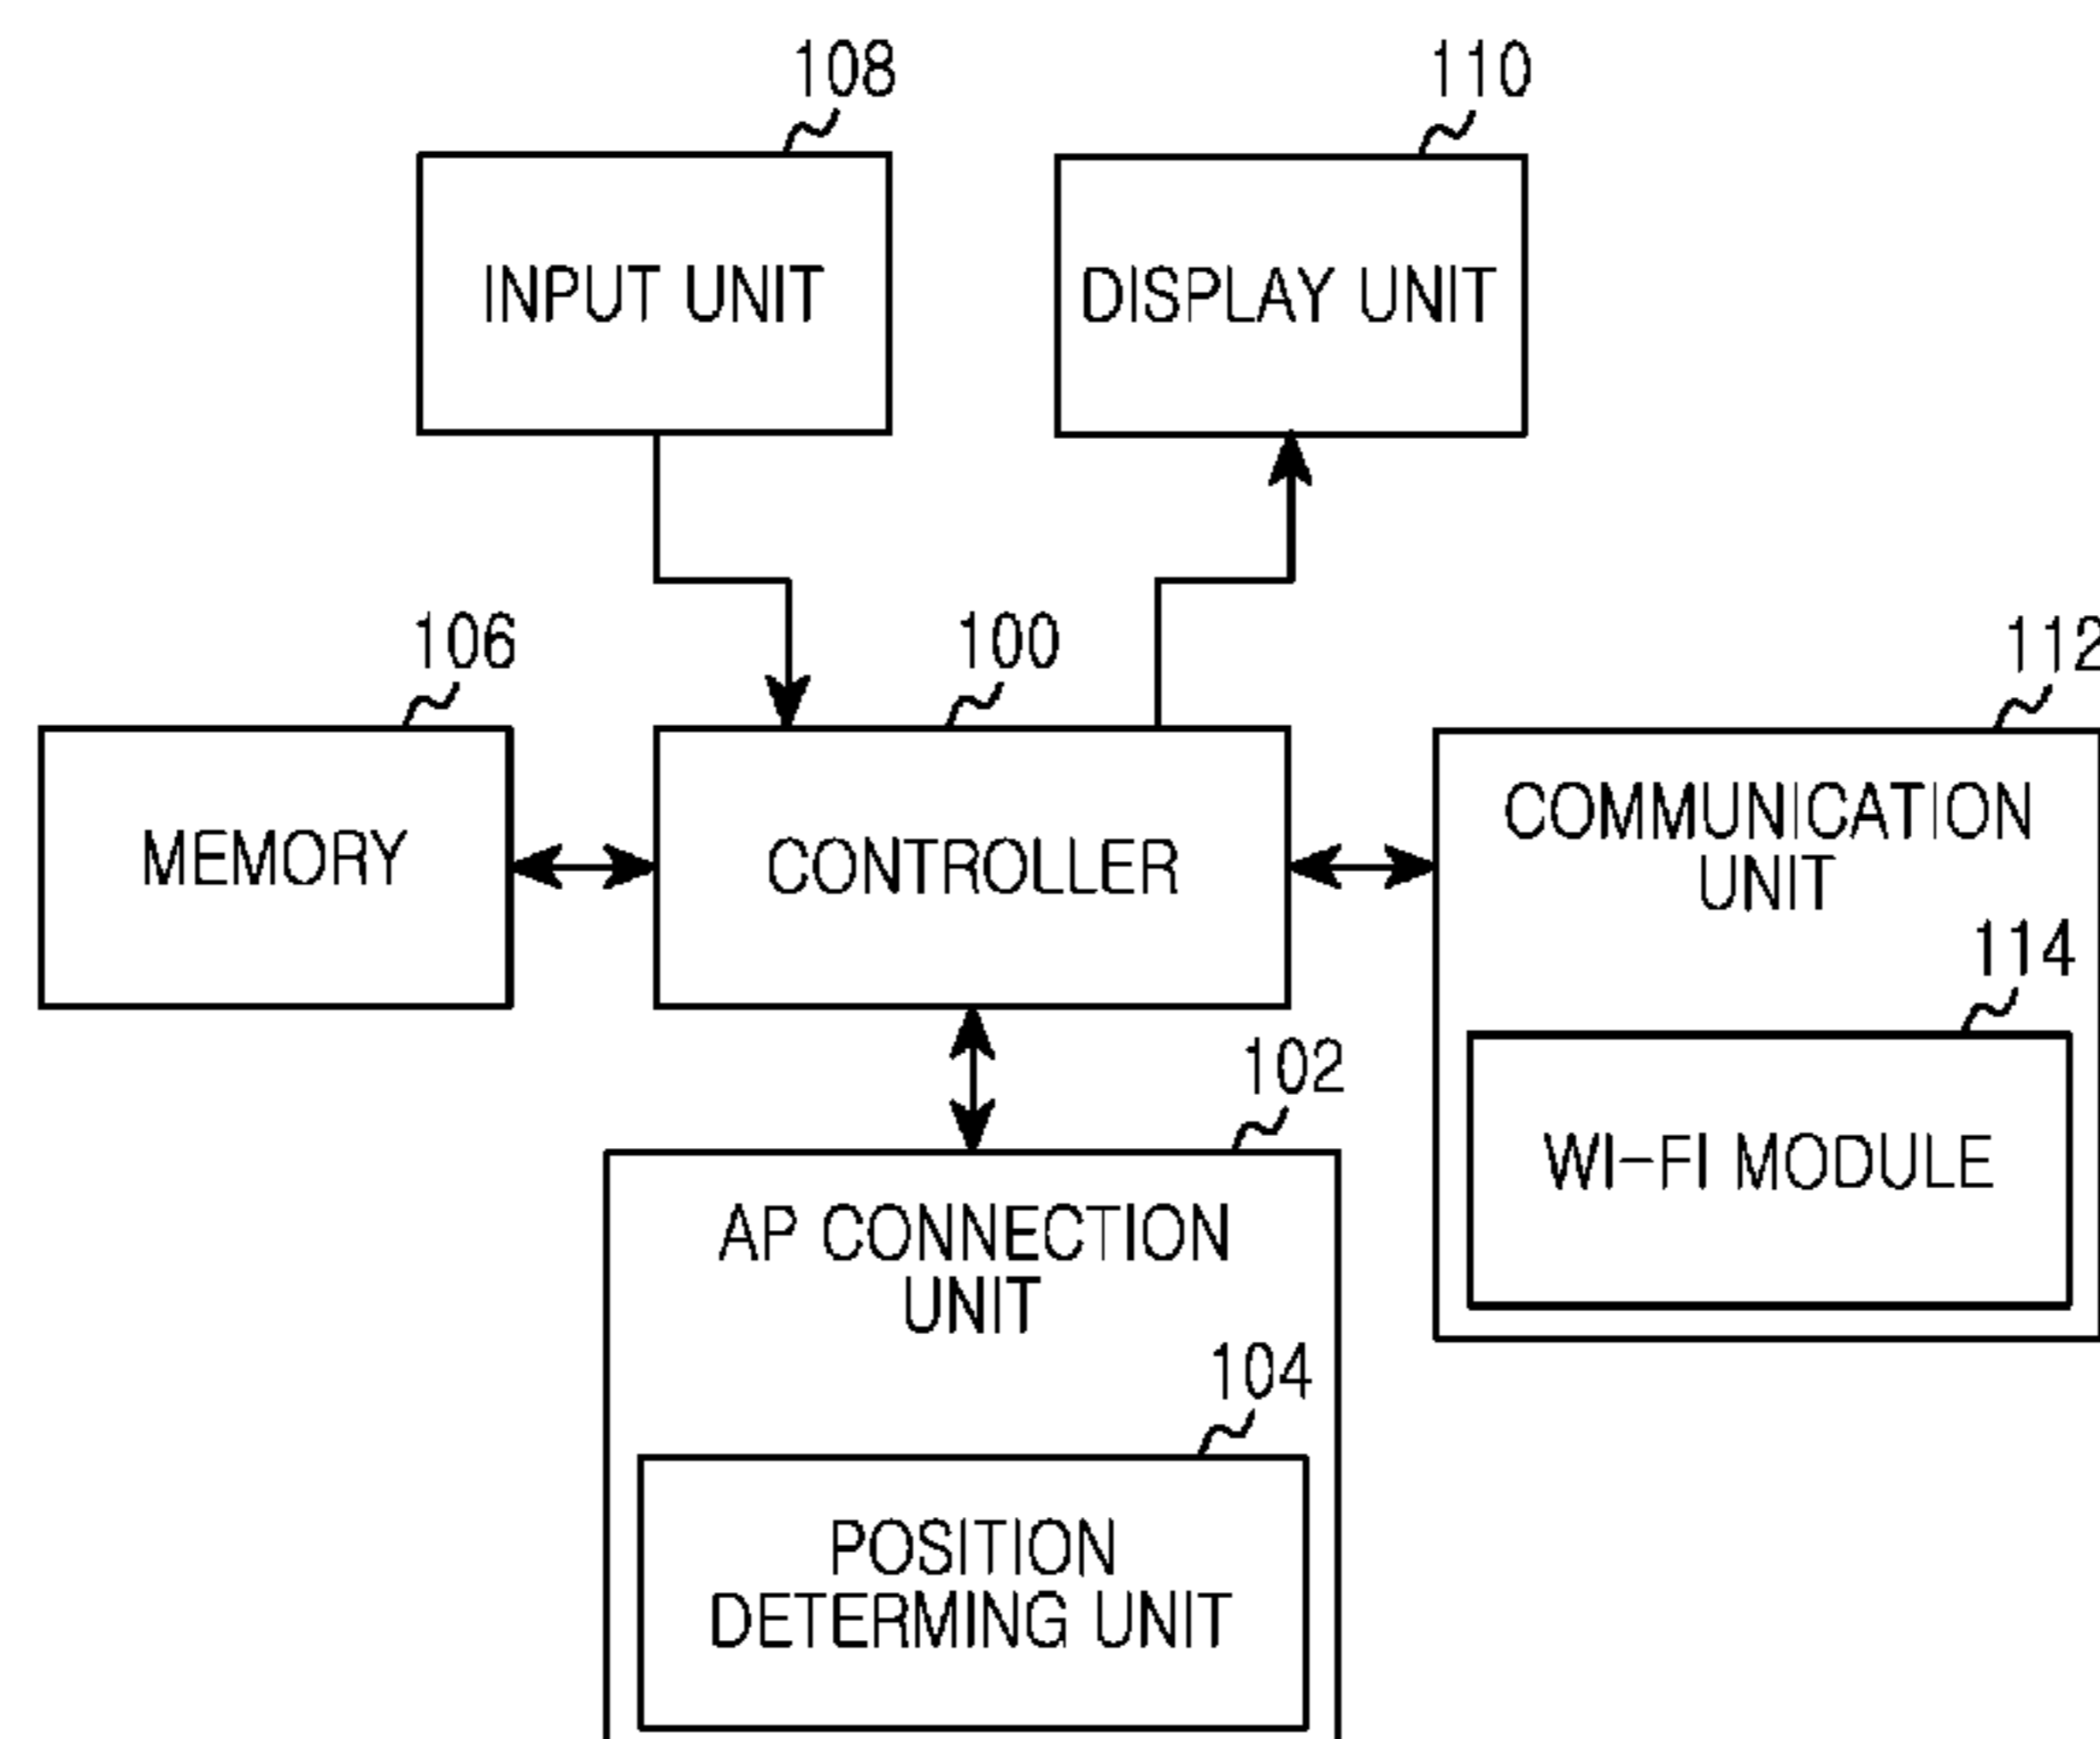 108
110
INPUT UNIT
DISPLAY UNIT
106
100
112
MEMORY
CONTROLLER
COMMUNICATION
UNIT
114
WI-FI MODULE
102
AP CONNECTION
UNIT
104
POSITION
DETERMING UNIT